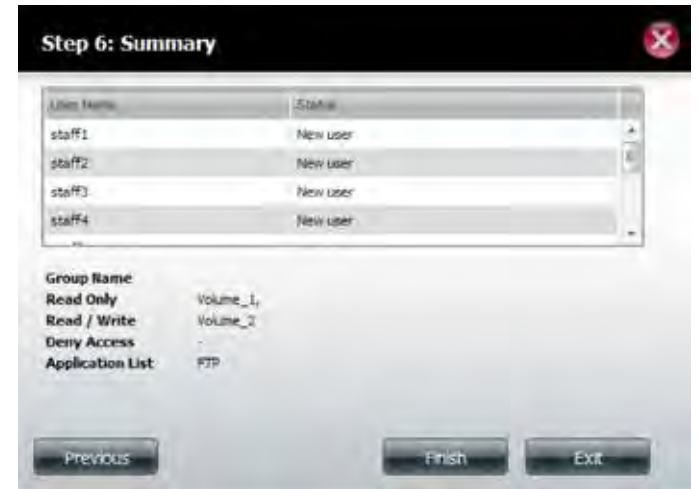 Step 6: Summary
User Name Status
staff1 New user
staff2 New user
staff3 New user
staff4 New user
Group Name
Read Only Volume_1,
Read / Write Volume_2
Deny Access -
Application List FTP
Previous Finish Exit